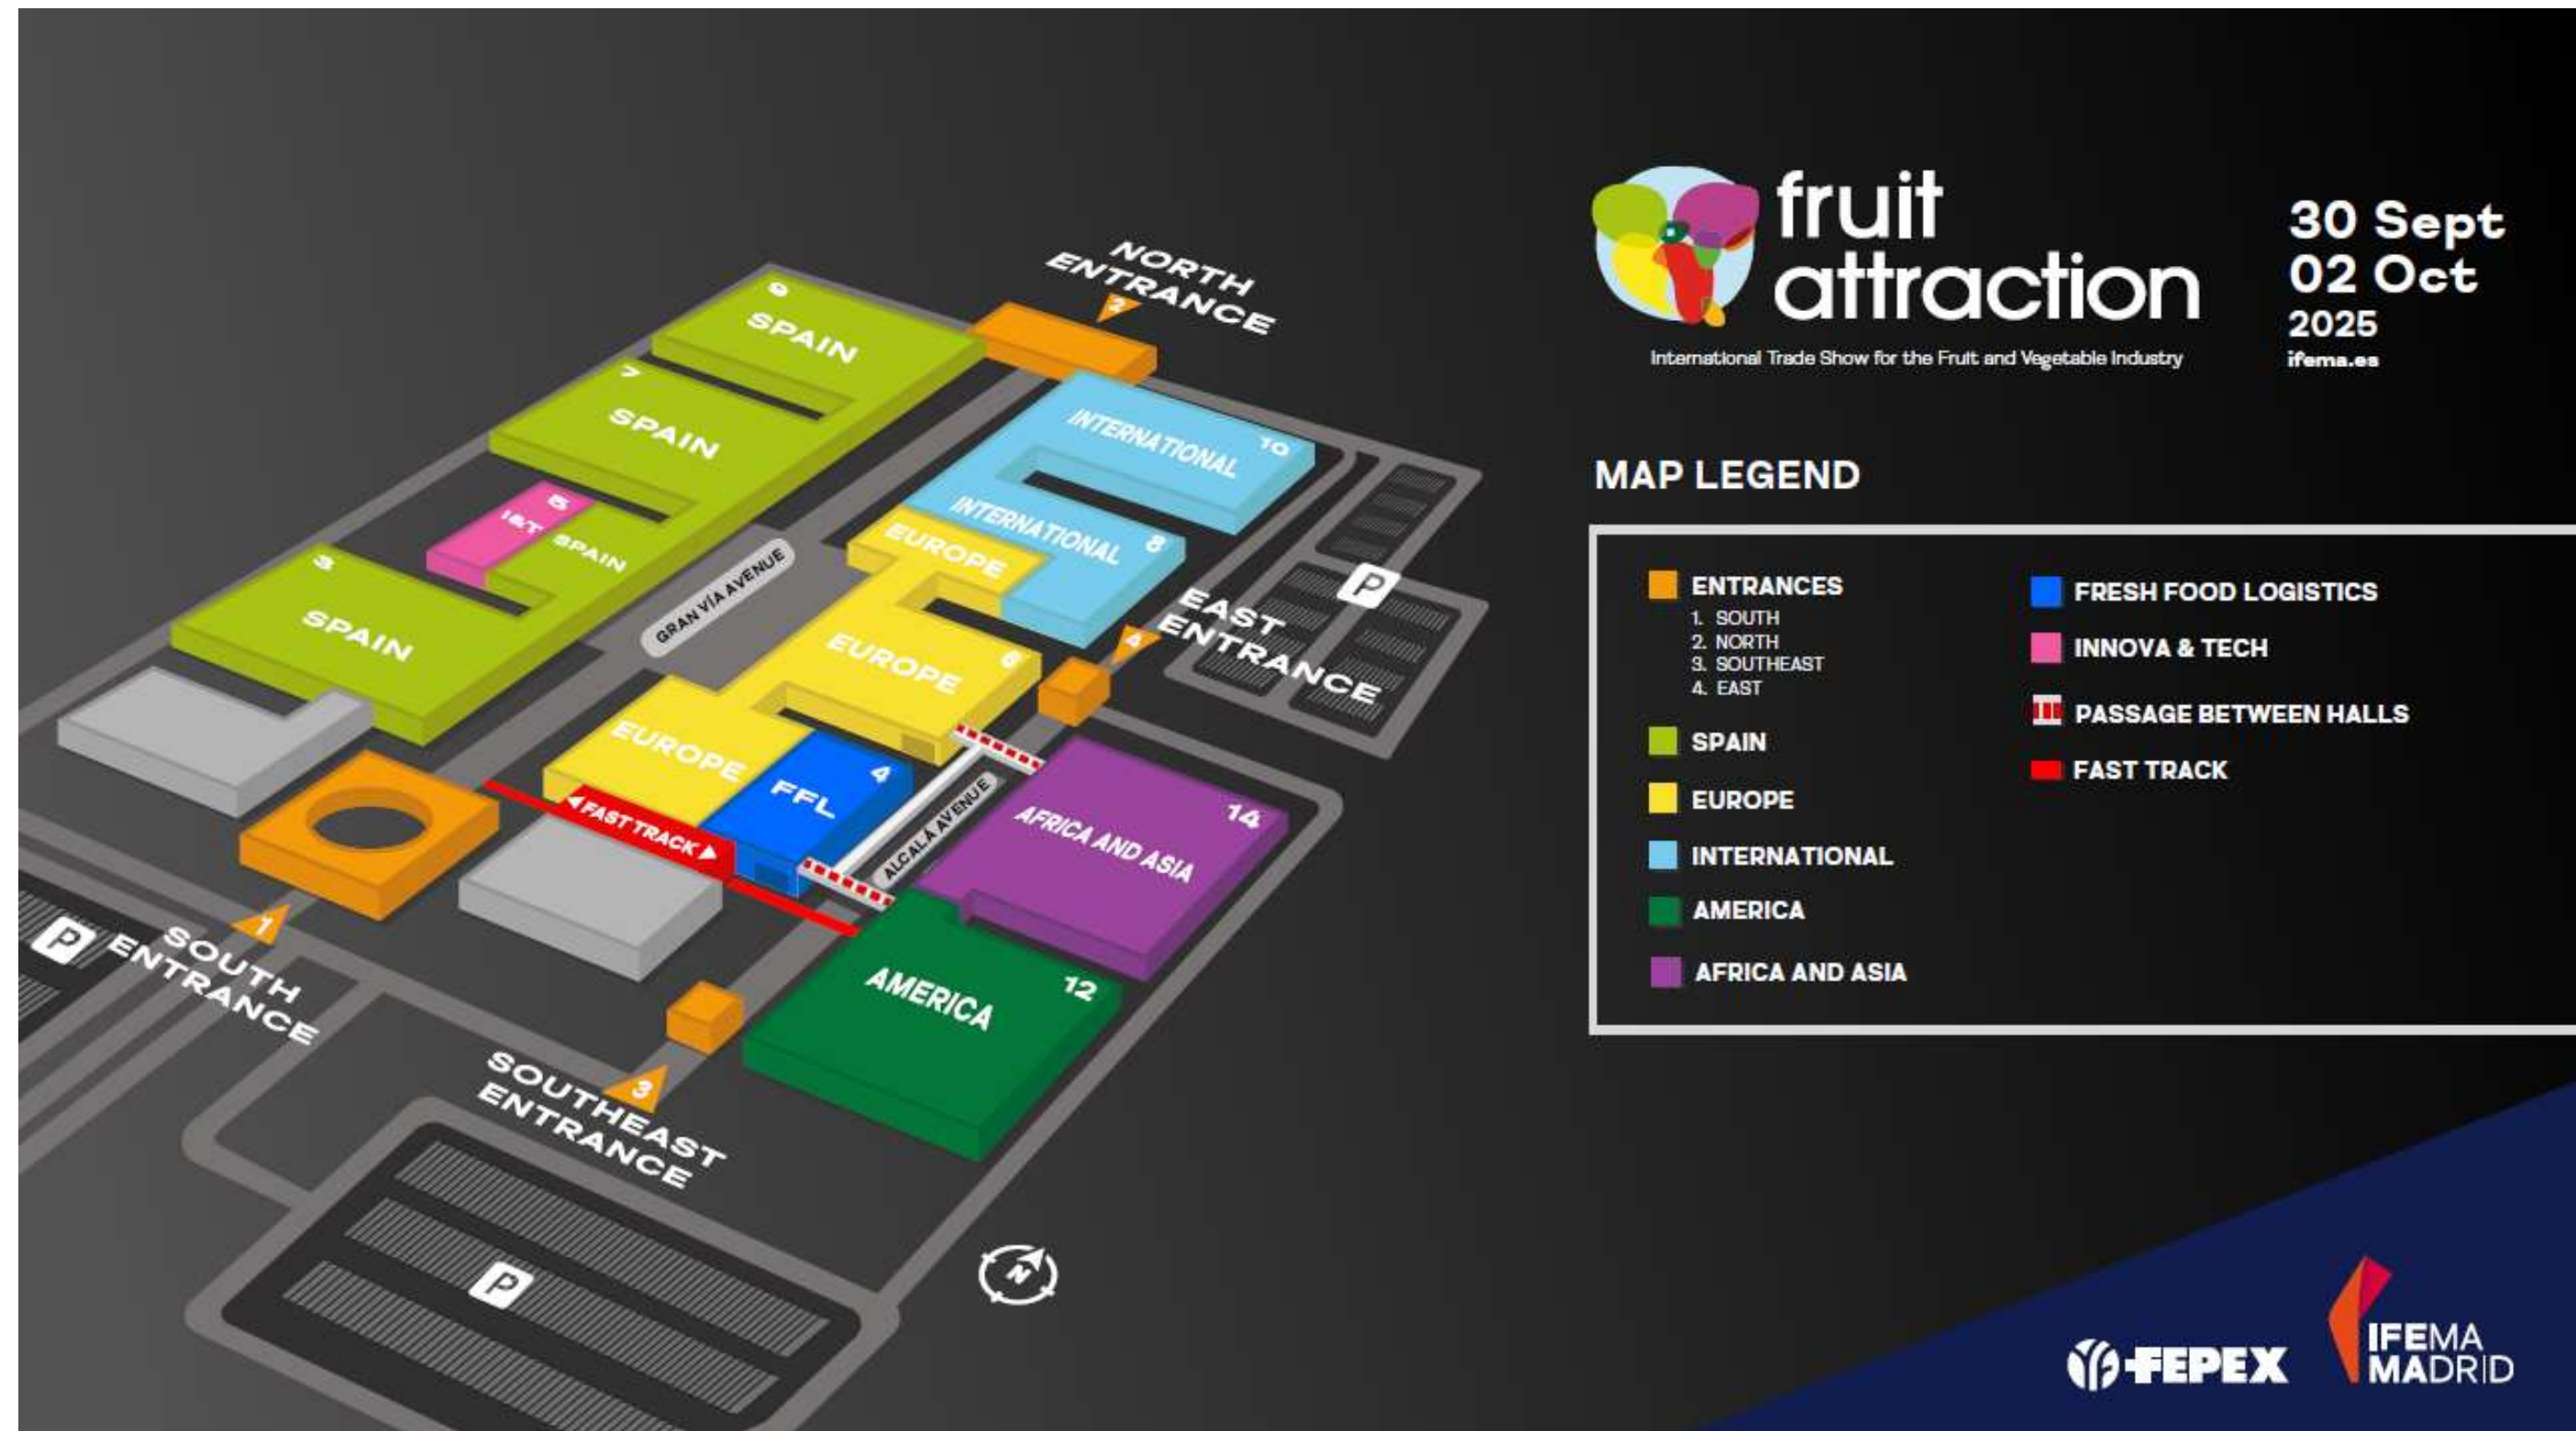 NORTH
ENTRANCE
2
9
SPAIN
7
SPAIN
5
I&T
SPAIN
3
SPAIN
10
INTERNATIONAL
INTERNATIONAL
8
EUROPE
GRAN VÍA AVENUE
EUROPE
6
EAST
ENTRANCE
4
P
EUROPE
FFL
4
◀ FAST TRACK ▶
ALCALÁ AVENUE
AFRICA AND ASIA
14
AMERICA
12
1
SOUTH
ENTRANCE
P
3
SOUTHEAST
ENTRANCE
P
N
fruit
attraction
International Trade Show for the Fruit and Vegetable Industry
30 Sept
02 Oct
2025
ifema.es
MAP LEGEND
ENTRANCES
1. SOUTH
2. NORTH
3. SOUTHEAST
4. EAST
SPAIN
EUROPE
INTERNATIONAL
AMERICA
AFRICA AND ASIA
FRESH FOOD LOGISTICS
INNOVA & TECH
PASSAGE BETWEEN HALLS
FAST TRACK
FEPEX
IFEMA
MADRID